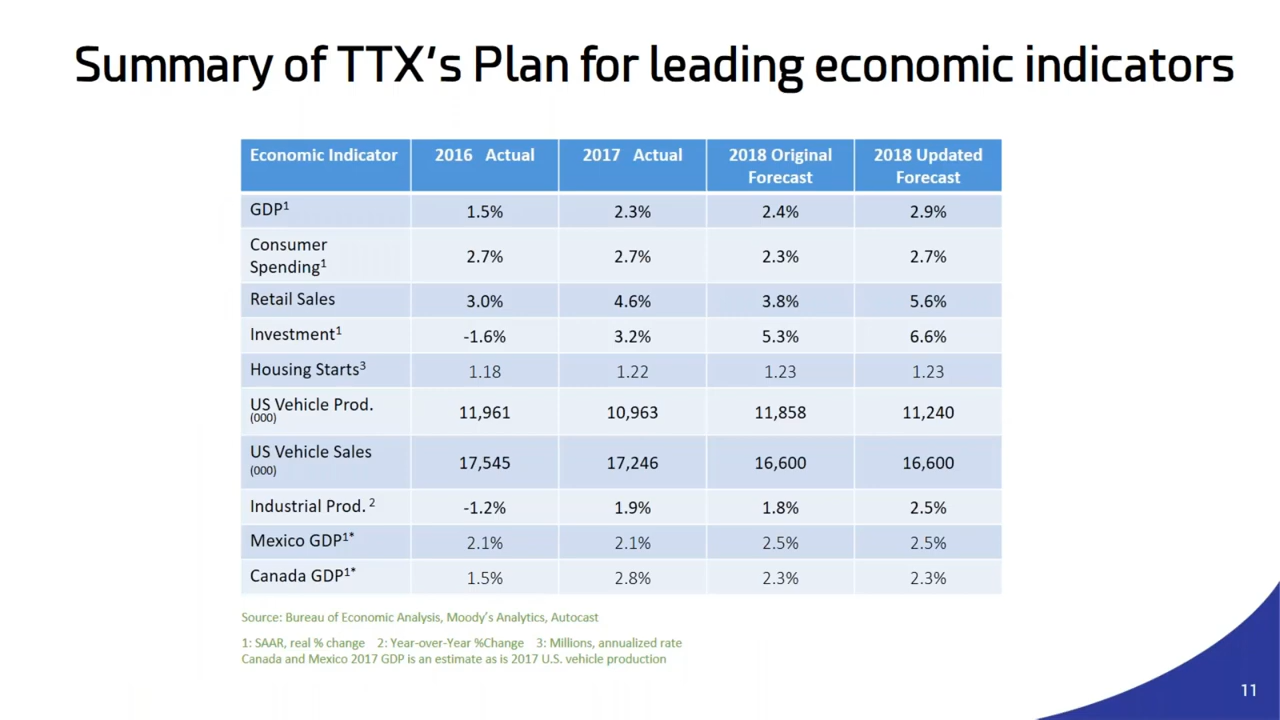 Summary of TTX‘s Plan for leading economic indicators
Economic Indicator 2016 Actual 2017 Actual 2018 Original Forecast 2018 Updated Forecast
GDP1 1.5% 2.3% 2.4% 2.9%
Consumer Spending1 2.7% 2.7% 2.3% 2.7%
Retail Sales 3.0% 4.6% 3.8% 5.6%
Investment1 -1.6% 3.2% 5.3% 6.6%
Housing Starts3 1.18 1.22 1.23 1.23
US Vehicle Prod. (000) 11,961 10,963 11,858 11,240
US Vehicle Sales (000) 17,545 17,246 16,600 16,600
Industrial Prod. 2 -1.2% 1.9% 1.8% 2.5%
Mexico GDP1* 2.1% 2.1% 2.5% 2.5%
Canada GDP1* 1.5% 2.8% 2.3% 2.3%
Source: Bureau of Economic Analysis, Moody’s Analytics, Autocast
1: SAAR, real % change 2: Year-over-Year %Change 3: Millions, annualized rate
Canada and Mexico 2017 GDP is an estimate as is 2017 U.S. vehicle production
11